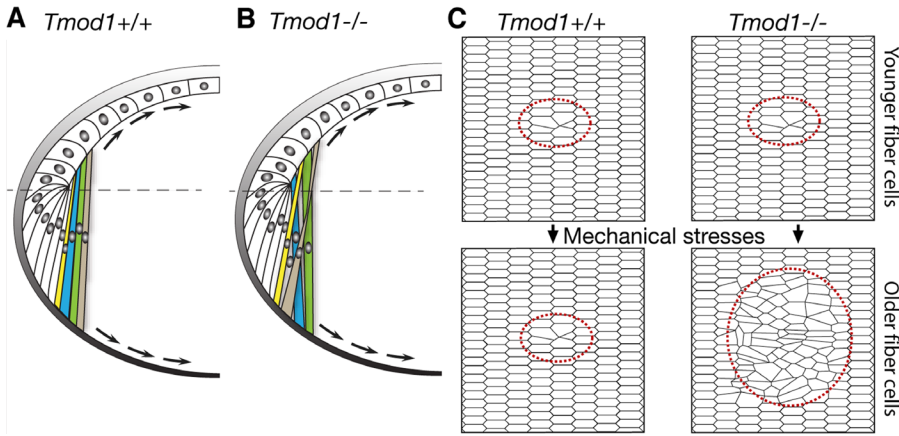 A Tmod1+/+
B Tmod1-/-
C Tmod1+/+ Tmod1-/-
Younger fiber cells
Mechanical stresses
Older fiber cells